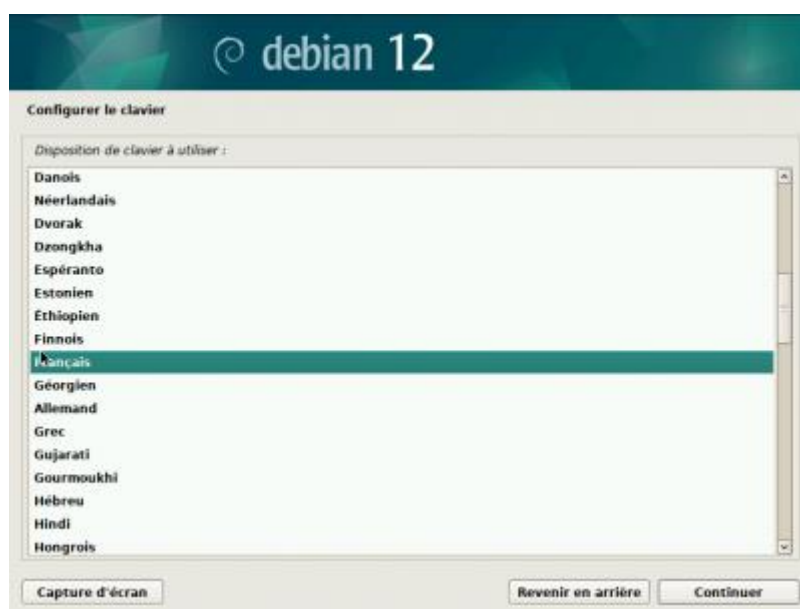 debian 12
Configurer le clavier
Disposition de clavier à utiliser :
Danois
Néerlandais
Dvorak
Dzongkha
Espéranto
Estonien
Éthiopien
Finnois
Français
Géorgien
Allemand
Grec
Gujarati
Gourmoukhi
Hébreu
Hindi
Hongrois
Capture d'écran Revenir en arrière Continuer